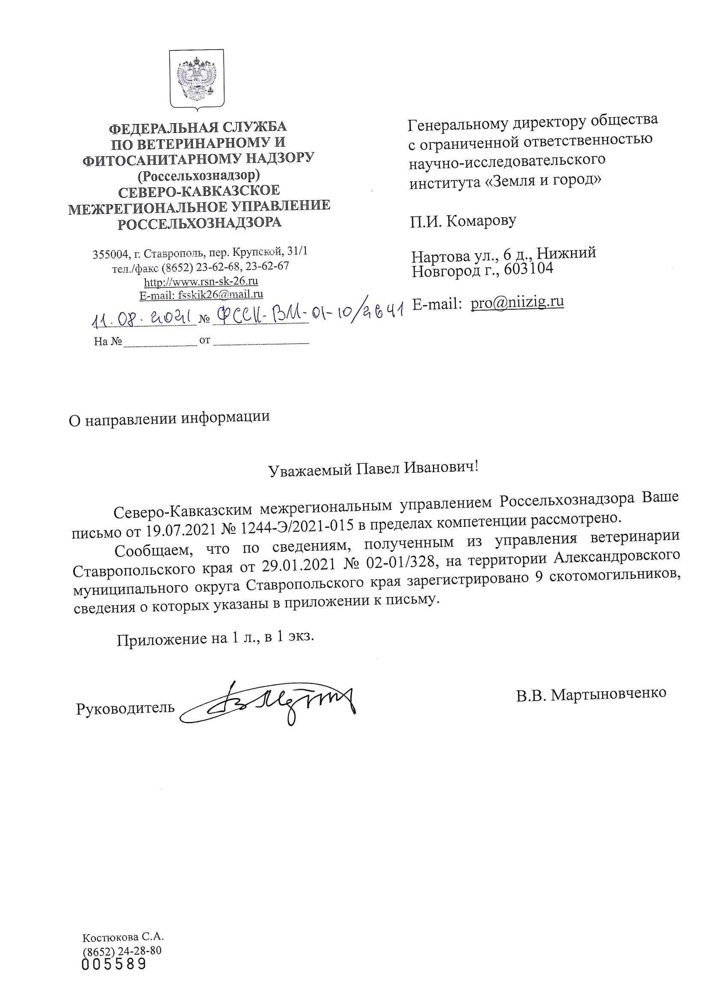 ФЕДЕРАЛЬНАЯ СЛУЖБА
ПО ВЕТЕРИНАРНОМУ И
ФИТОСАНИТАРНОМУ НАДЗОРУ
(Россельхознадзор)
СЕВЕРО-КАВКАЗСКОЕ
МЕЖРЕГИОНАЛЬНОЕ УПРАВЛЕНИЕ
РОССЕЛЬХОЗНАДЗОРА
355004, г. Ставрополь, пер. Крупской, 31/1
тел./факс (8652) 23-62-68, 23-62-67
http://www.rsn-sk-26.ru
E-mail: fsskik26@mail.ru
11.08.2021 № ФССК-ВМ-01-10/2641
На № от
Генеральному директору общества
с ограниченной ответственностью
научно-исследовательского
института «Земля и город»
П.И. Комарову
Нартова ул., 6 д., Нижний
Новгород г., 603104
E-mail: pro@niizig.ru
О направлении информации
Уважаемый Павел Иванович!
Северо-Кавказским межрегиональным управлением Россельхознадзора Ваше
письмо от 19.07.2021 № 1244-Э/2021-015 в пределах компетенции рассмотрено.
Сообщаем, что по сведениям, полученным из управления ветеринарии
Ставропольского края от 29.01.2021 № 02-01/328, на территории Александровского
муниципального округа Ставропольского края зарегистрировано 9 скотомогильников,
сведения о которых указаны в приложении к письму.
Приложение на 1 л., в 1 экз.
Руководитель
В.В. Мартыновченко
Костюкова С.А.
(8652) 24-28-80
005589